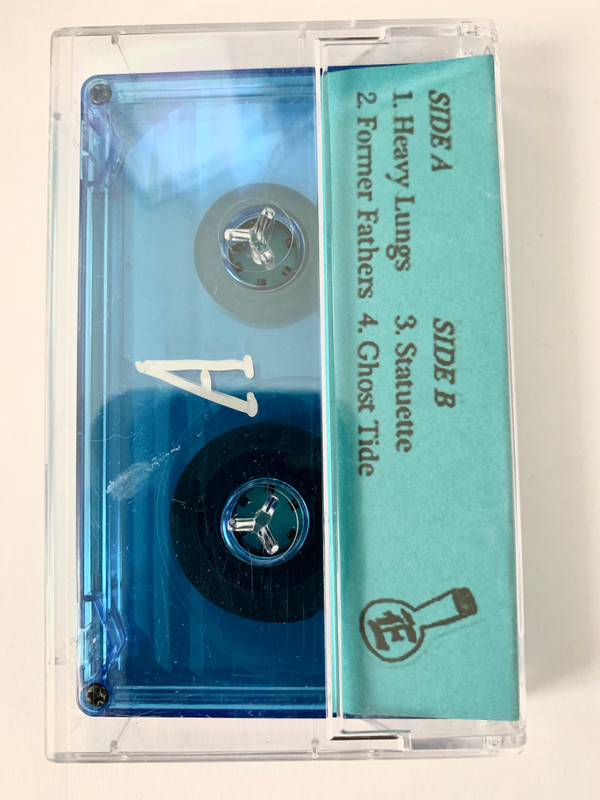 SIDE A
1. Heavy Lungs
2. Former Fathers
SIDE B
3. Statuette
4. Ghost Tide
A